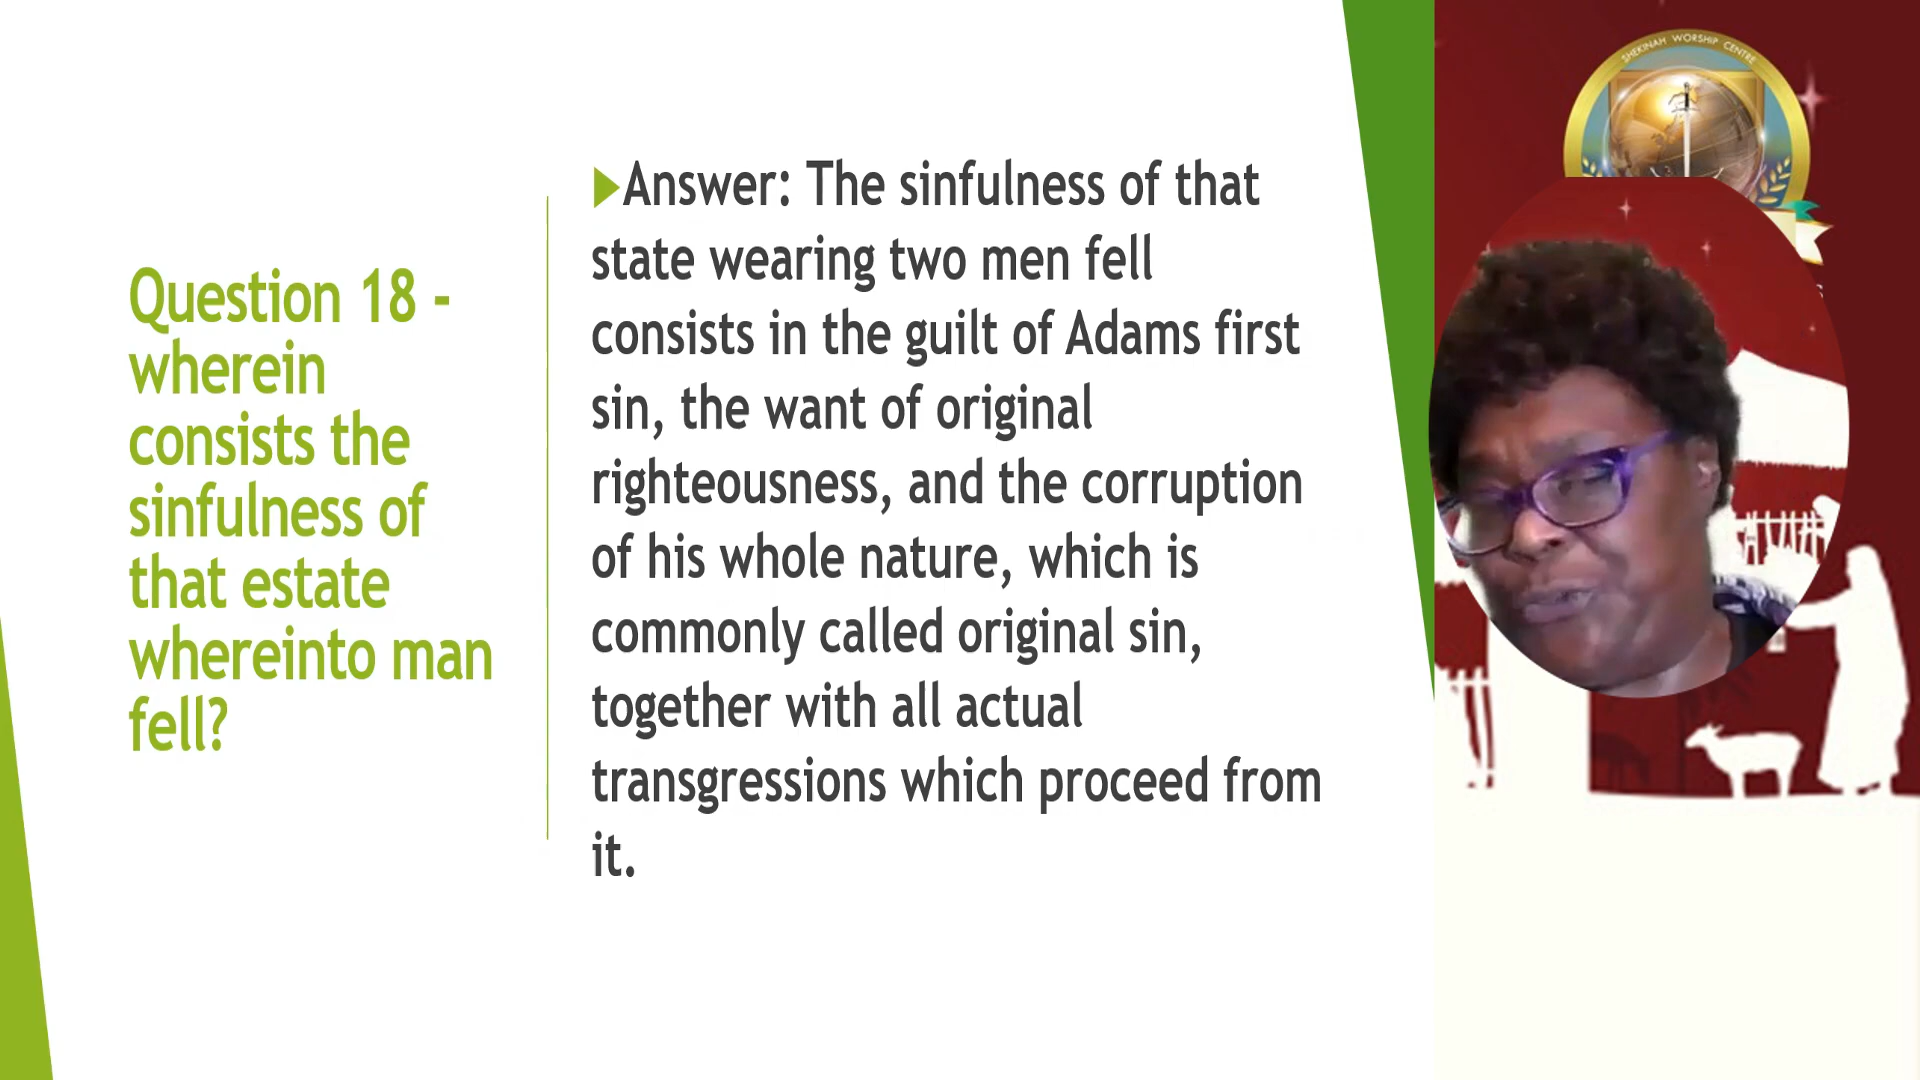 SHEKINAH WORSHIP CENTRE
Question 18 -
wherein
consists the
sinfulness of
that estate
whereinto man
fell?
Answer: The sinfulness of that
state wearing two men fell
consists in the guilt of Adams first
sin, the want of original
righteousness, and the corruption
of his whole nature, which is
commonly called original sin,
together with all actual
transgressions which proceed from
it.